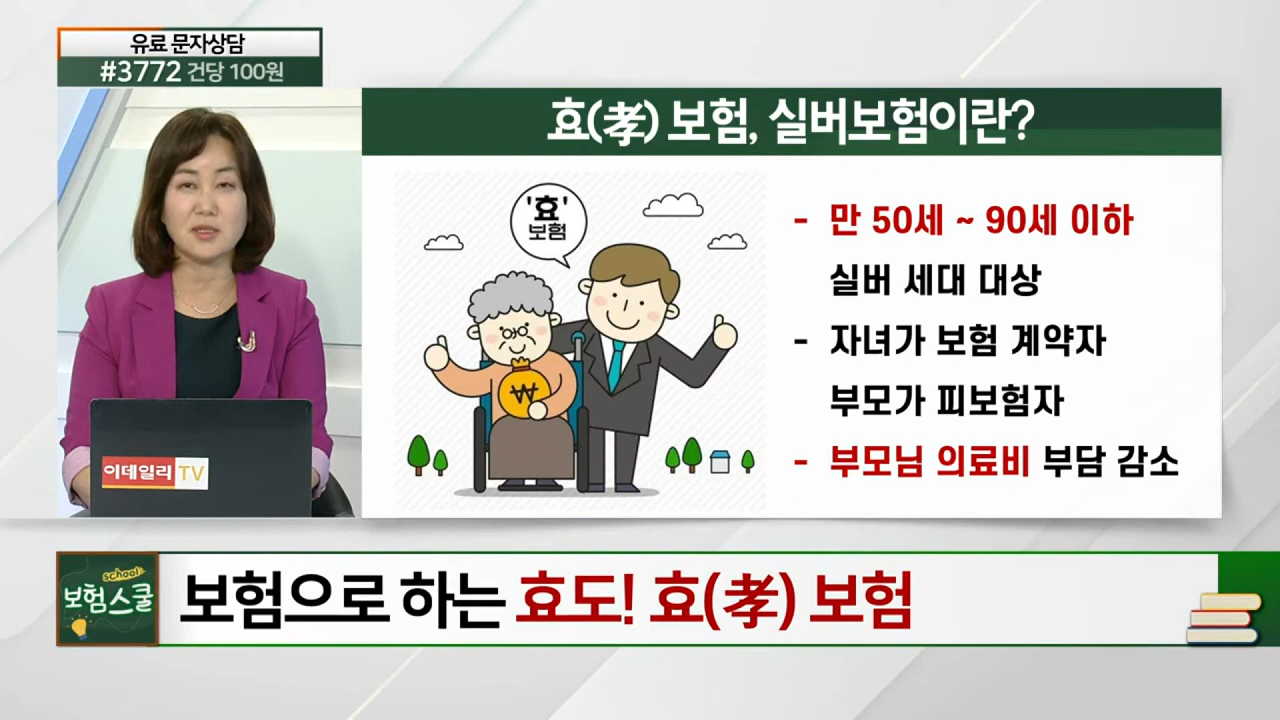 유료 문자상담
#3772 건당 100원
효(孝) 보험, 실버보험이란?
'효'
보험
- 만 50세 ~ 90세 이하
실버 세대 대상
- 자녀가 보험 계약자
부모가 피보험자
- 부모님 의료비 부담 감소
₩
이데일리TV
school
보험스쿨
보험으로 하는 효도! 효(孝) 보험